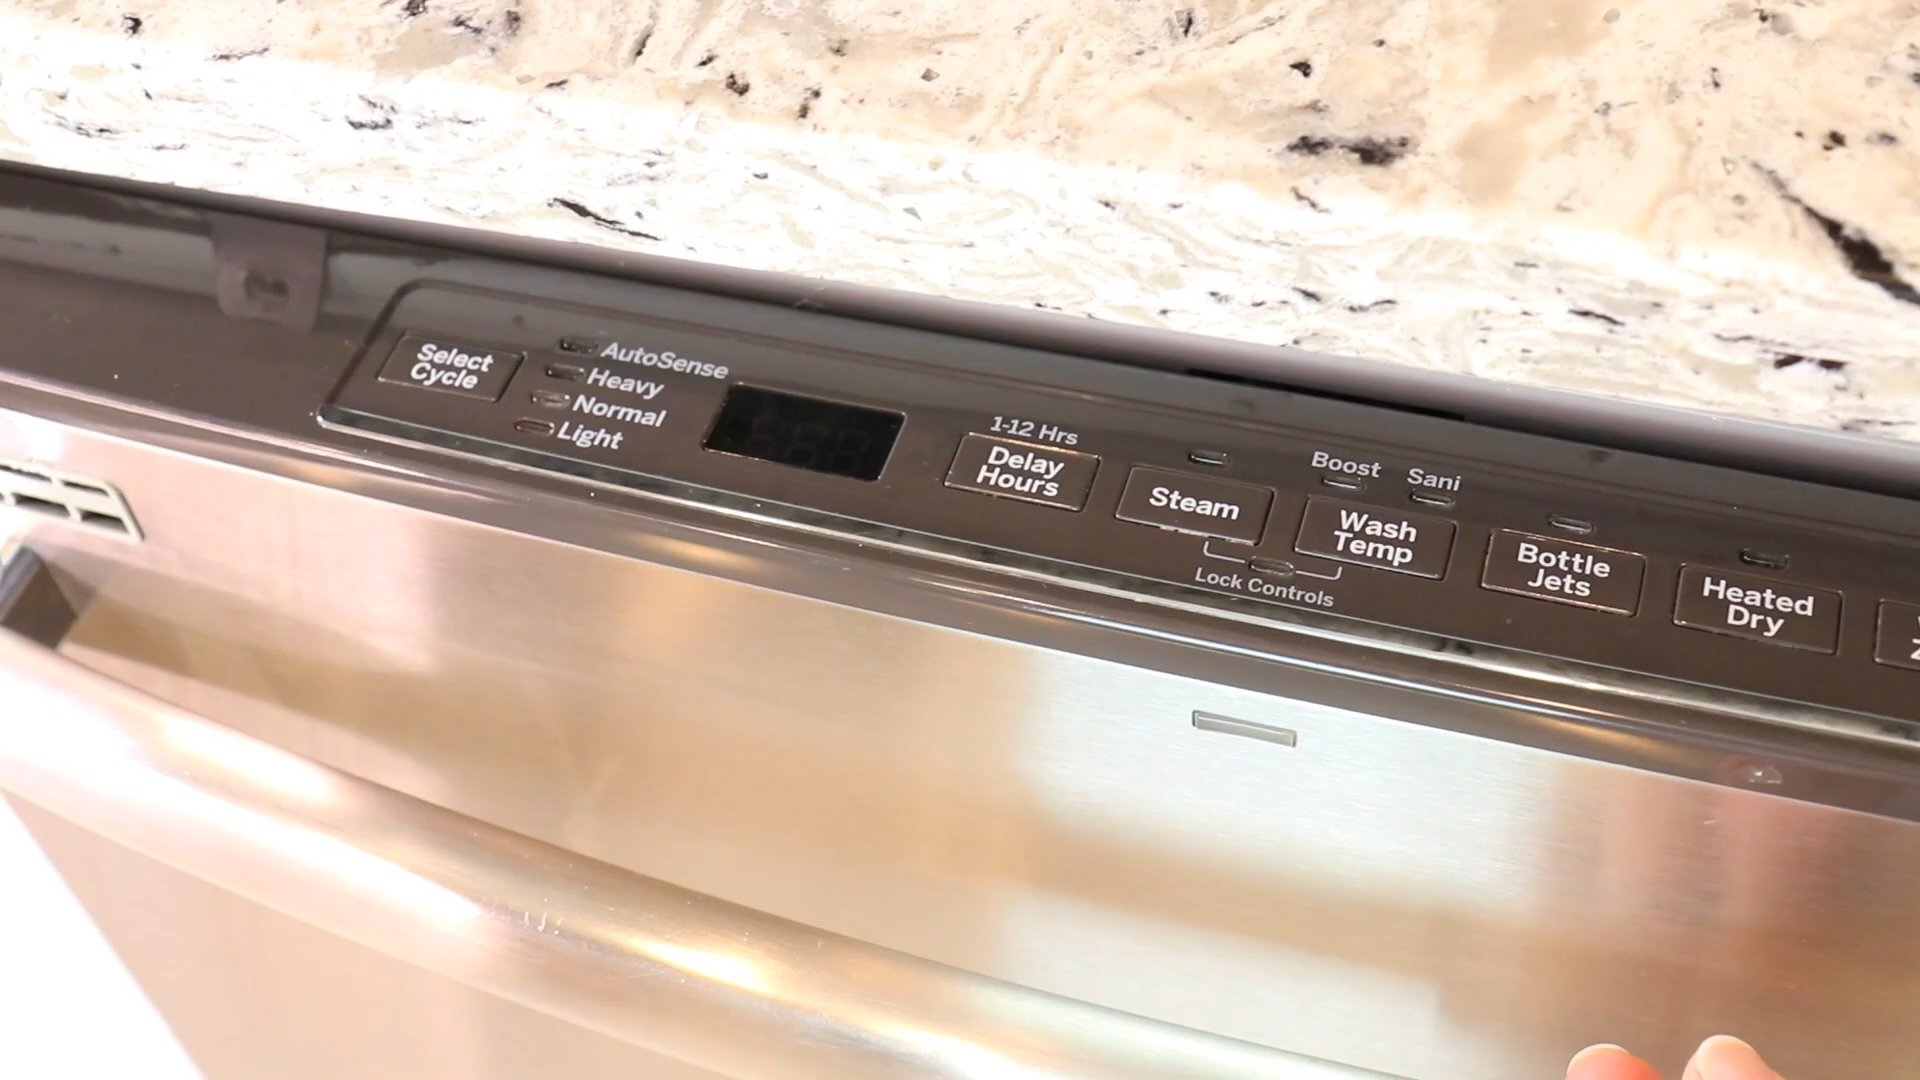 Select
Cycle
AutoSense
Heavy
Normal
Light
1-12 Hrs
Delay
Hours
Steam
Lock Controls
Boost
Sani
Wash
Temp
Bottle
Jets
Heated
Dry